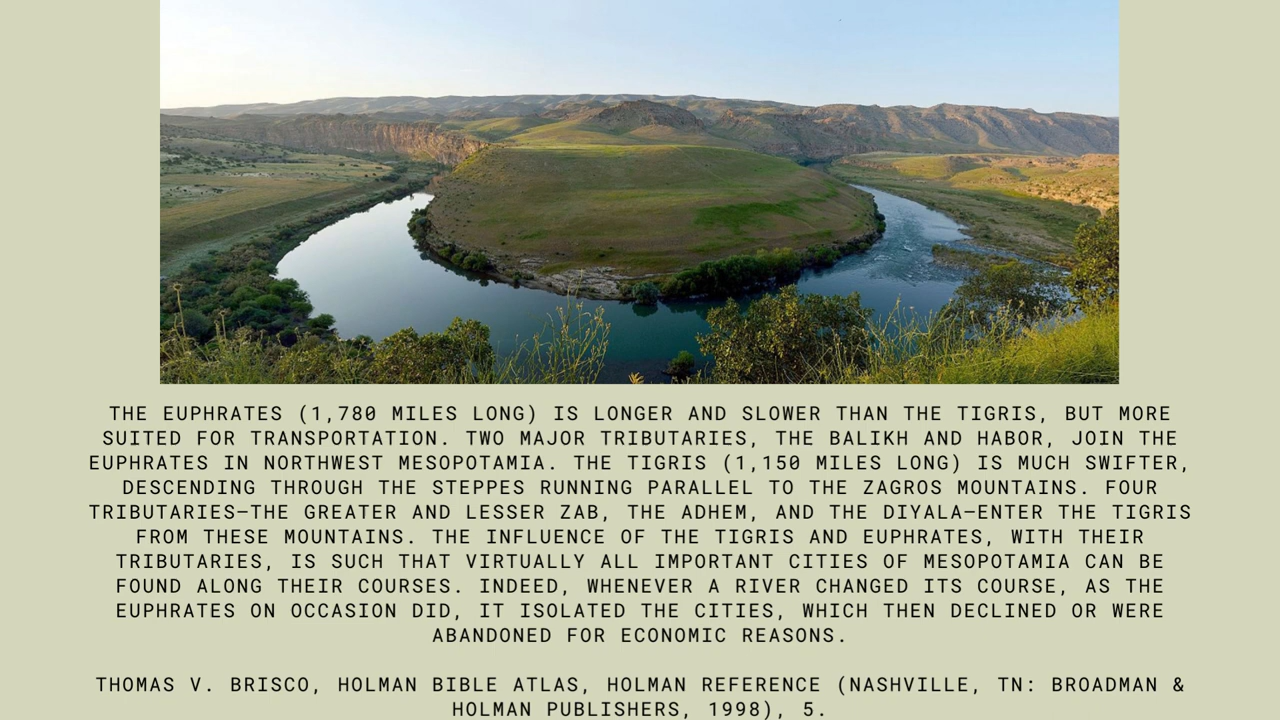 THE EUPHRATES (1,780 MILES LONG) IS LONGER AND SLOWER THAN THE TIGRIS, BUT MORE
SUITED FOR TRANSPORTATION. TWO MAJOR TRIBUTARIES, THE BALIKH AND HABOR, JOIN THE
EUPHRATES IN NORTHWEST MESOPOTAMIA. THE TIGRIS (1,150 MILES LONG) IS MUCH SWIFTER,
DESCENDING THROUGH THE STEPPES RUNNING PARALLEL TO THE ZAGROS MOUNTAINS. FOUR
TRIBUTARIES—THE GREATER AND LESSER ZAB, THE ADHEM, AND THE DIYALA—ENTER THE TIGRIS
FROM THESE MOUNTAINS. THE INFLUENCE OF THE TIGRIS AND EUPHRATES, WITH THEIR
TRIBUTARIES, IS SUCH THAT VIRTUALLY ALL IMPORTANT CITIES OF MESOPOTAMIA CAN BE
FOUND ALONG THEIR COURSES. INDEED, WHENEVER A RIVER CHANGED ITS COURSE, AS THE
EUPHRATES ON OCCASION DID, IT ISOLATED THE CITIES, WHICH THEN DECLINED OR WERE
ABANDONED FOR ECONOMIC REASONS.
THOMAS V. BRISCO, HOLMAN BIBLE ATLAS, HOLMAN REFERENCE (NASHVILLE, TN: BROADMAN &
HOLMAN PUBLISHERS, 1998), 5.